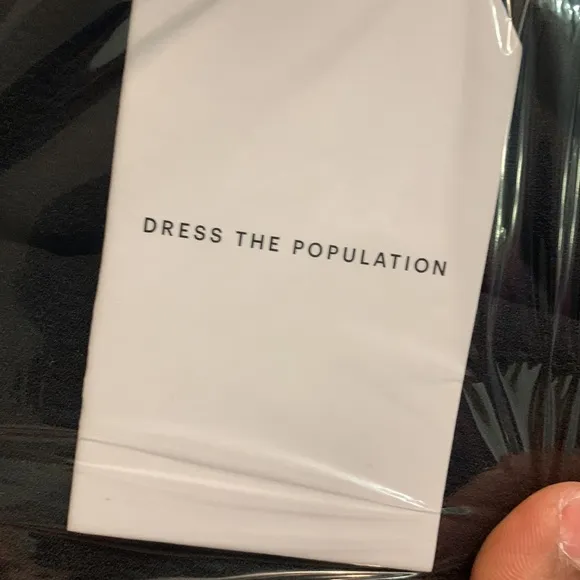 DRESS THE POPULATION